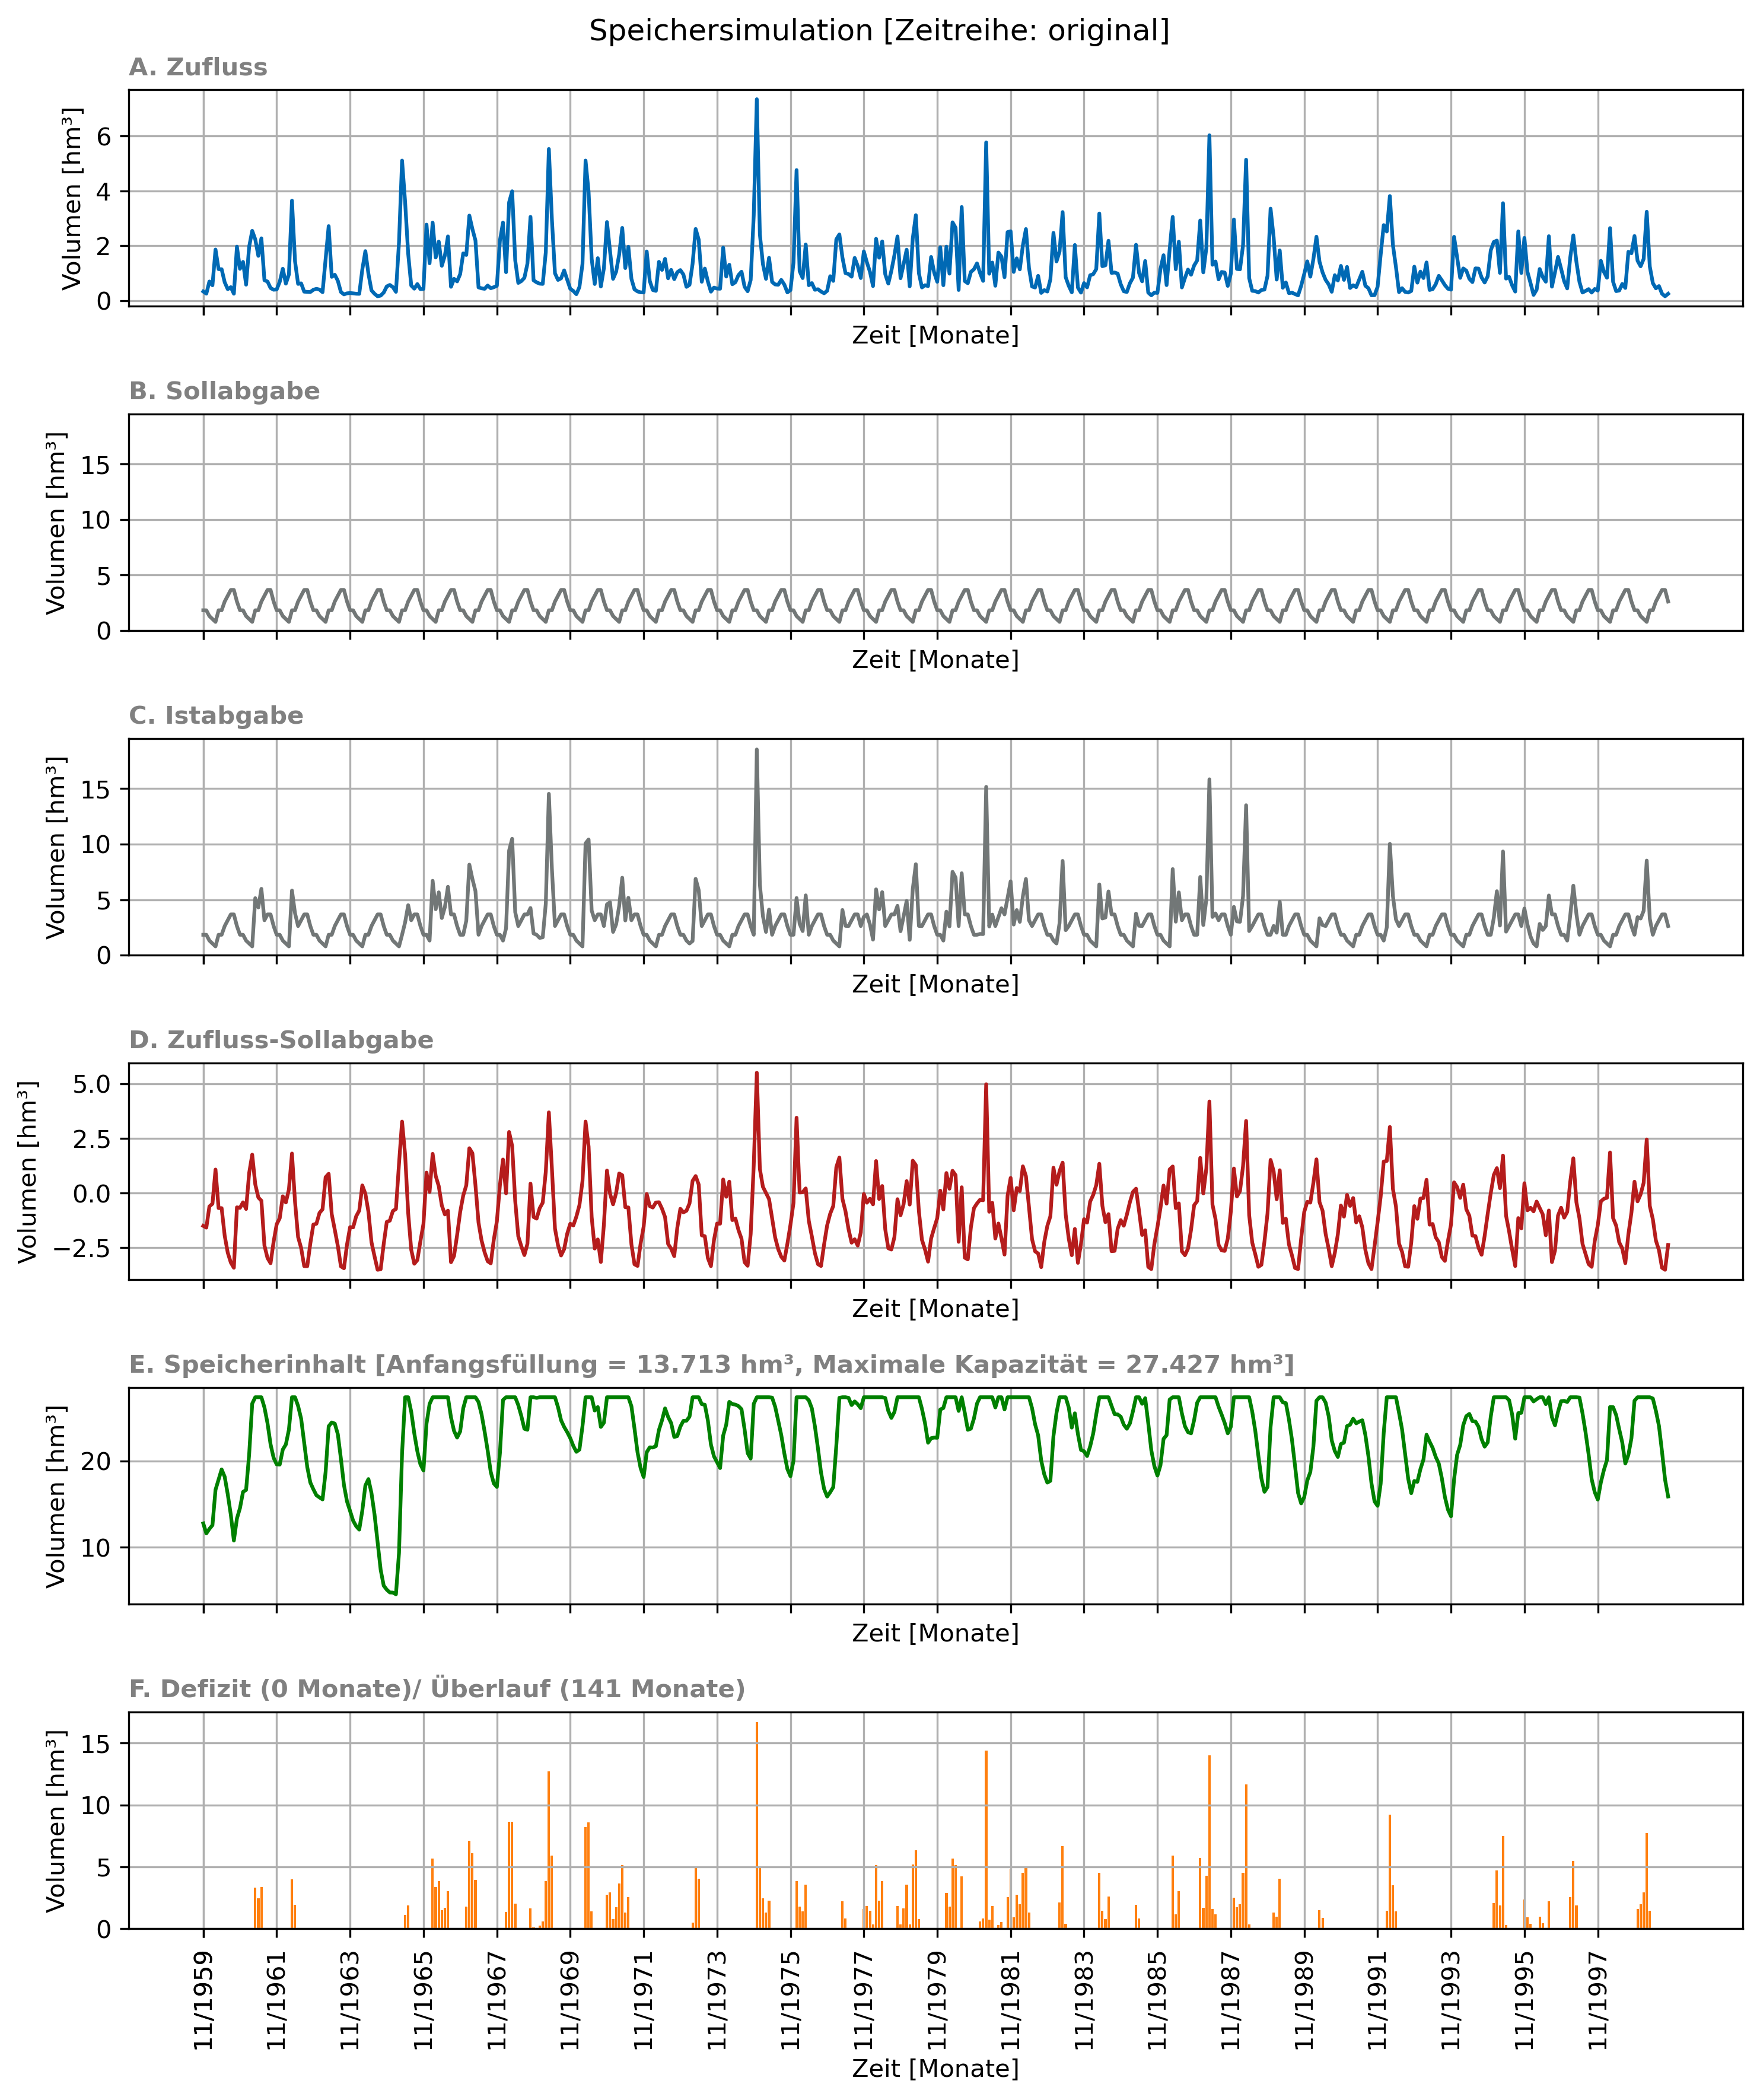 Speichersimulation [Zeitreihe: original]
A. Zufluss
Volumen [hm³]
6
4
2
0
Zeit [Monate]
B. Sollabgabe
Volumen [hm³]
15
10
5
0
Zeit [Monate]
C. Istabgabe
Volumen [hm³]
15
10
5
0
Zeit [Monate]
D. Zufluss-Sollabgabe
Volumen [hm³]
5.0
2.5
0.0
−2.5
Zeit [Monate]
E. Speicherinhalt [Anfangsfüllung = 13.713 hm³, Maximale Kapazität = 27.427 hm³]
Volumen [hm³]
20
10
Zeit [Monate]
F. Defizit (0 Monate)/ Überlauf (141 Monate)
Volumen [hm³]
15
10
5
0
11/1959
11/1961
11/1963
11/1965
11/1967
11/1969
11/1971
11/1973
11/1975
11/1977
11/1979
11/1981
11/1983
11/1985
11/1987
11/1989
11/1991
11/1993
11/1995
11/1997
Zeit [Monate]